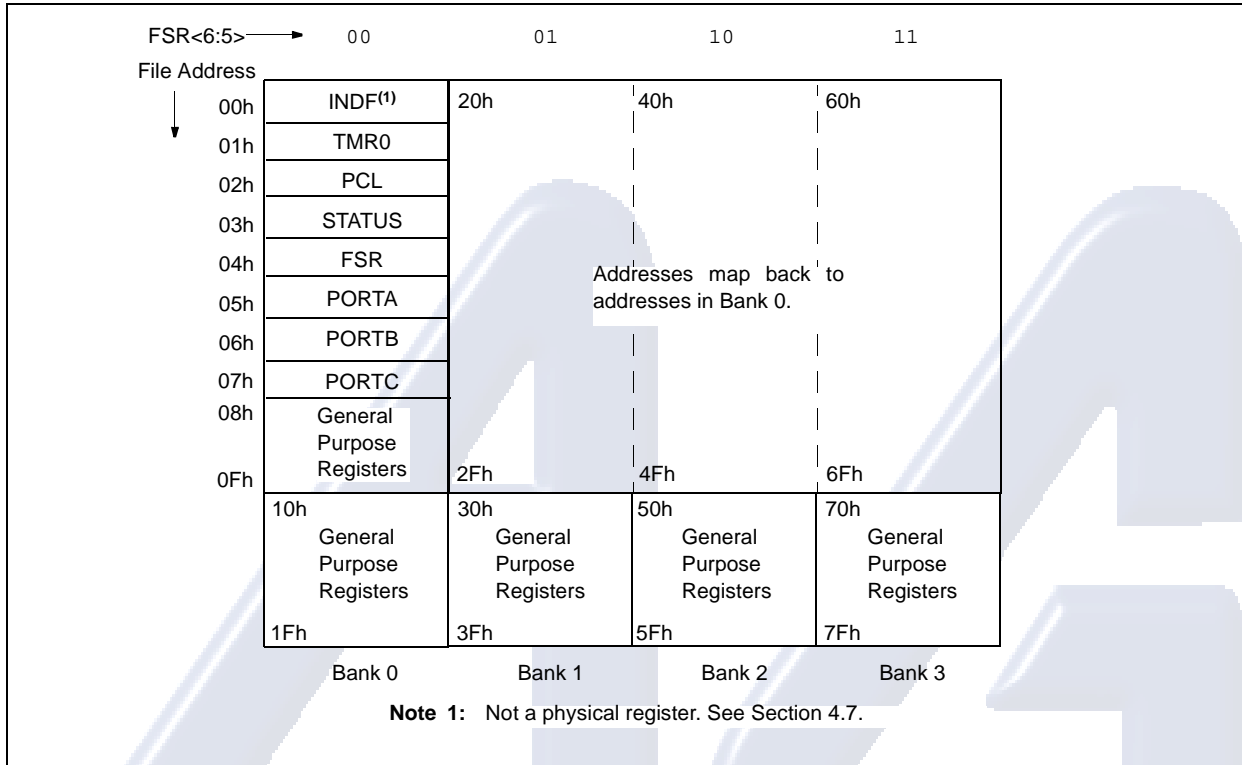 FSR<6:5> 00 01 10 11
File Address
00h INDF(1) 20h 40h 60h
01h TMR0
02h PCL
03h STATUS
04h FSR
Addresses map back to
05h PORTA
addresses in Bank 0.
06h PORTB
07h PORTC
08h General
Purpose
Registers
0Fh 2Fh 4Fh 6Fh
10h 30h 50h 70h
General General General General
Purpose Purpose Purpose Purpose
Registers Registers Registers Registers
1Fh 3Fh 5Fh 7Fh
Bank 0 Bank 1 Bank 2 Bank 3
Note 1: Not a physical register. See Section 4.7.